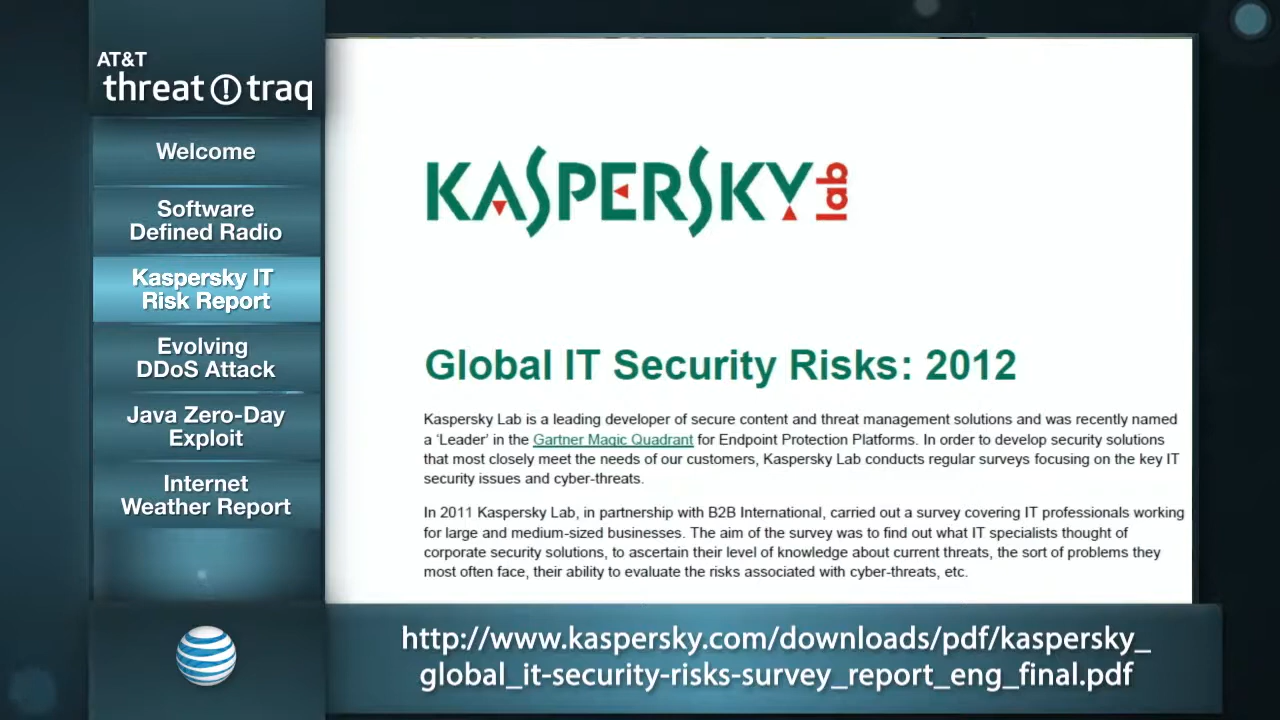 AT&T
threat traq
Welcome
Software
Defined Radio
Kaspersky IT
Risk Report
Evolving
DDoS Attack
Java Zero-Day
Exploit
Internet
Weather Report
KASPERSKY lab
Global IT Security Risks: 2012
Kaspersky Lab is a leading developer of secure content and threat management solutions and was recently named
a ‘Leader’ in the Gartner Magic Quadrant for Endpoint Protection Platforms. In order to develop security solutions
that most closely meet the needs of our customers, Kaspersky Lab conducts regular surveys focusing on the key IT
security issues and cyber-threats.
In 2011 Kaspersky Lab, in partnership with B2B International, carried out a survey covering IT professionals working
for large and medium-sized businesses. The aim of the survey was to find out what IT specialists thought of
corporate security solutions, to ascertain their level of knowledge about current threats, the sort of problems they
most often face, their ability to evaluate the risks associated with cyber-threats, etc.
http://www.kaspersky.com/downloads/pdf/kaspersky_
global_it-security-risks-survey_report_eng_final.pdf